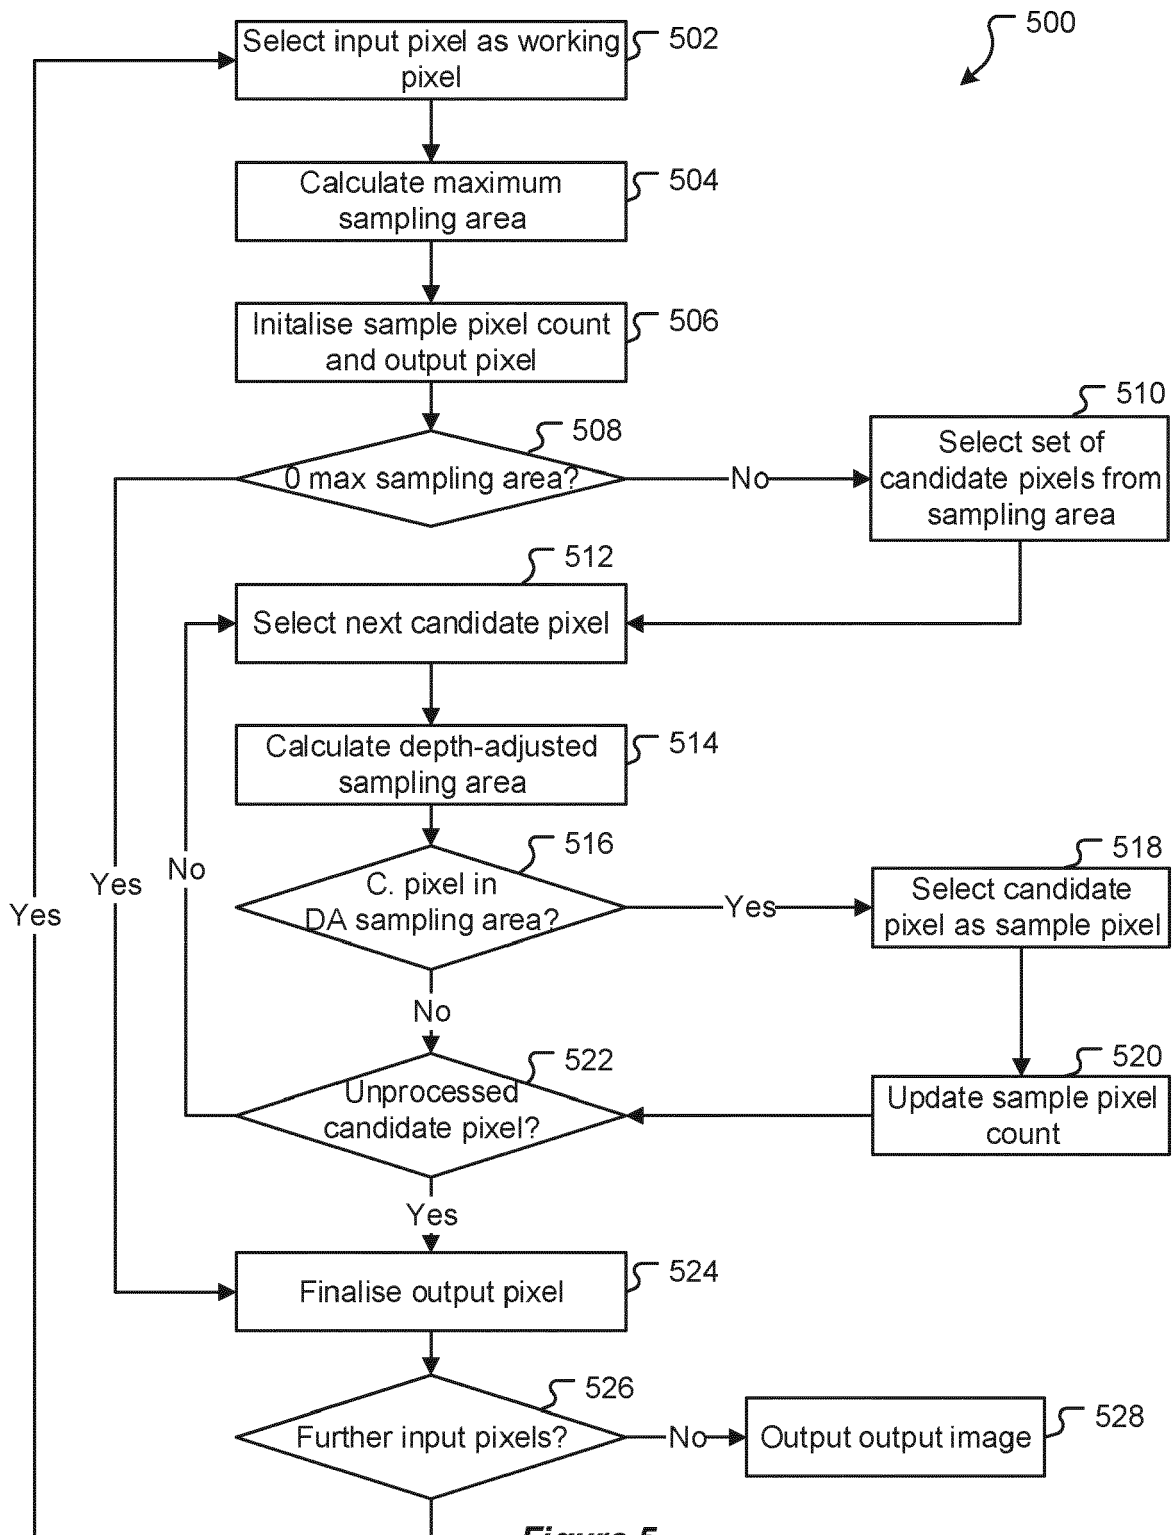 500
Select input pixel as working
pixel
502
Calculate maximum
sampling area
504
Initalise sample pixel count
and output pixel
506
508
0 max sampling area?
No
510
Select set of
candidate pixels from
sampling area
512
Select next candidate pixel
Calculate depth-adjusted
sampling area
514
516
C. pixel in
DA sampling area?
Yes
518
Select candidate
pixel as sample pixel
No
Yes
Yes
No
520
Update sample pixel
count
522
Unprocessed
candidate pixel?
Yes
Finalise output pixel
524
526
Further input pixels?
No
Output output image
528
Figure 5